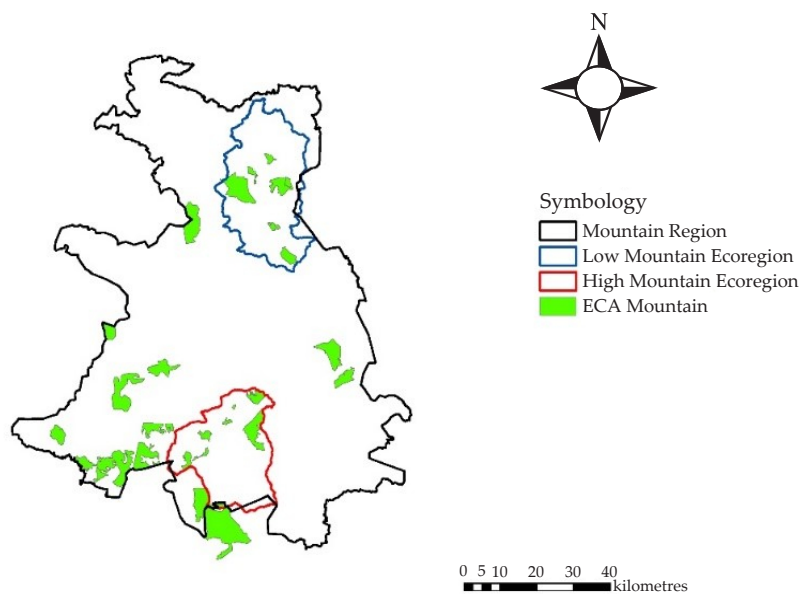 N
Symbology
Mountain Region
Low Mountain Ecoregion
High Mountain Ecoregion
ECA Mountain
0 5 10 20 30 40
kilometres